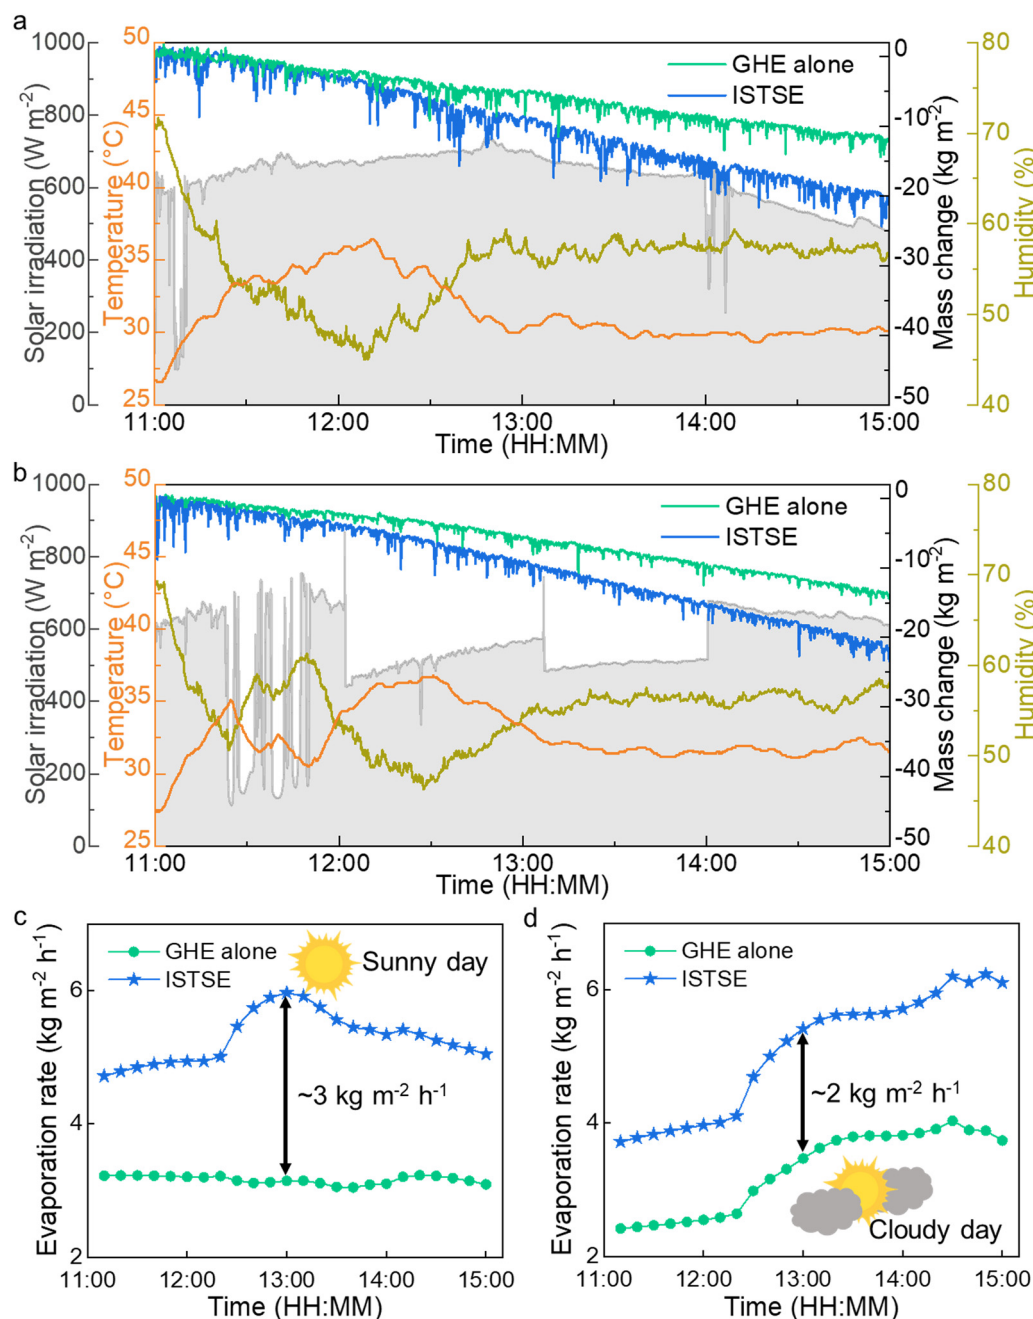 a
Solar irradiation (W m-2)
1000
800
600
400
200
0
Temperature (°C)
50
45
40
35
30
25
GHE alone
ISTSE
0
-10
-20
-30
-40
-50
Mass change (kg m-2)
80
70
60
50
40
Humidity (%)
11:00 12:00 13:00 14:00 15:00
Time (HH:MM)
b
Solar irradiation (W m-2)
1000
800
600
400
200
0
Temperature (°C)
50
45
40
35
30
25
GHE alone
ISTSE
0
-10
-20
-30
-40
-50
Mass change (kg m-2)
80
70
60
50
40
Humidity (%)
11:00 12:00 13:00 14:00 15:00
Time (HH:MM)
c
Evaporation rate (kg m-2 h-1)
6
4
2
GHE alone
ISTSE
Sunny day
~3 kg m-2 h-1
11:00 12:00 13:00 14:00 15:00
Time (HH:MM)
d
Evaporation rate (kg m-2 h-1)
6
4
2
GHE alone
ISTSE
~2 kg m-2 h-1
Cloudy day
11:00 12:00 13:00 14:00 15:00
Time (HH:MM)